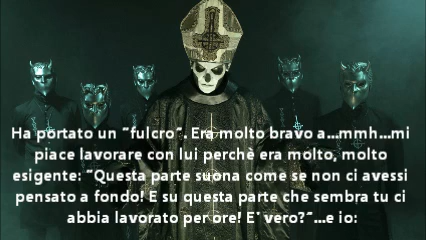 Ha portato un "fulcro". Era molto bravo a...mmh...mi
piace lavorare con lui perchè era molto, molto
esigente: "Questa parte suona come se non ci avessi
pensato a fondo! E su questa parte che sembra tu ci
abbia lavorato per ore! E' vero?"...e io: